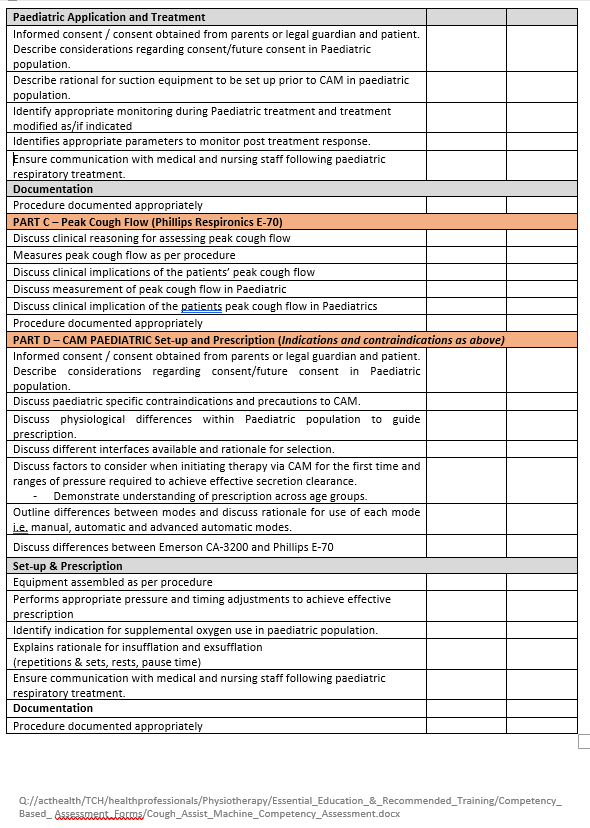 Paediatric Application and Treatment
Informed consent / consent obtained from parents or legal guardian and patient.
Describe considerations regarding consent/future consent in Paediatric
population.
Describe rational for suction equipment to be set up prior to CAM in paediatric
population.
Identify appropriate monitoring during Paediatric treatment and treatment
modified as/if indicated
Identifies appropriate parameters to monitor post treatment response.
Ensure communication with medical and nursing staff following paediatric
respiratory treatment.
Documentation
Procedure documented appropriately
PART C – Peak Cough Flow (Phillips Respironics E-70)
Discuss clinical reasoning for assessing peak cough flow
Measures peak cough flow as per procedure
Discuss clinical implications of the patients’ peak cough flow
Discuss measurement of peak cough flow in Paediatric
Discuss clinical implication of the patients peak cough flow in Paediatrics
Procedure documented appropriately
PART D – CAM PAEDIATRIC Set-up and Prescription (Indications and contraindications as above)
Informed consent / consent obtained from parents or legal guardian and patient.
Describe considerations regarding consent/future consent in Paediatric
population.
Discuss paediatric specific contraindications and precautions to CAM.
Discuss physiological differences within Paediatric population to guide
prescription.
Discuss different interfaces available and rationale for selection.
Discuss factors to consider when initiating therapy via CAM for the first time and
ranges of pressure required to achieve effective secretion clearance.
- Demonstrate understanding of prescription across age groups.
Outline differences between modes and discuss rationale for use of each mode
i.e. manual, automatic and advanced automatic modes.
Discuss differences between Emerson CA-3200 and Phillips E-70
Set-up & Prescription
Equipment assembled as per procedure
Performs appropriate pressure and timing adjustments to achieve effective
prescription
Identify indication for supplemental oxygen use in paediatric population.
Explains rationale for insufflation and exsufflation
(repetitions & sets, rests, pause time)
Ensure communication with medical and nursing staff following paediatric
respiratory treatment.
Documentation
Procedure documented appropriately
Q://acthealth/TCH/healthprofessionals/Physiotherapy/Essential_Education_&_Recommended_Training/Competency_
Based_ Assessment_Forms/Cough_Assist_Machine_Competency_Assessment.docx